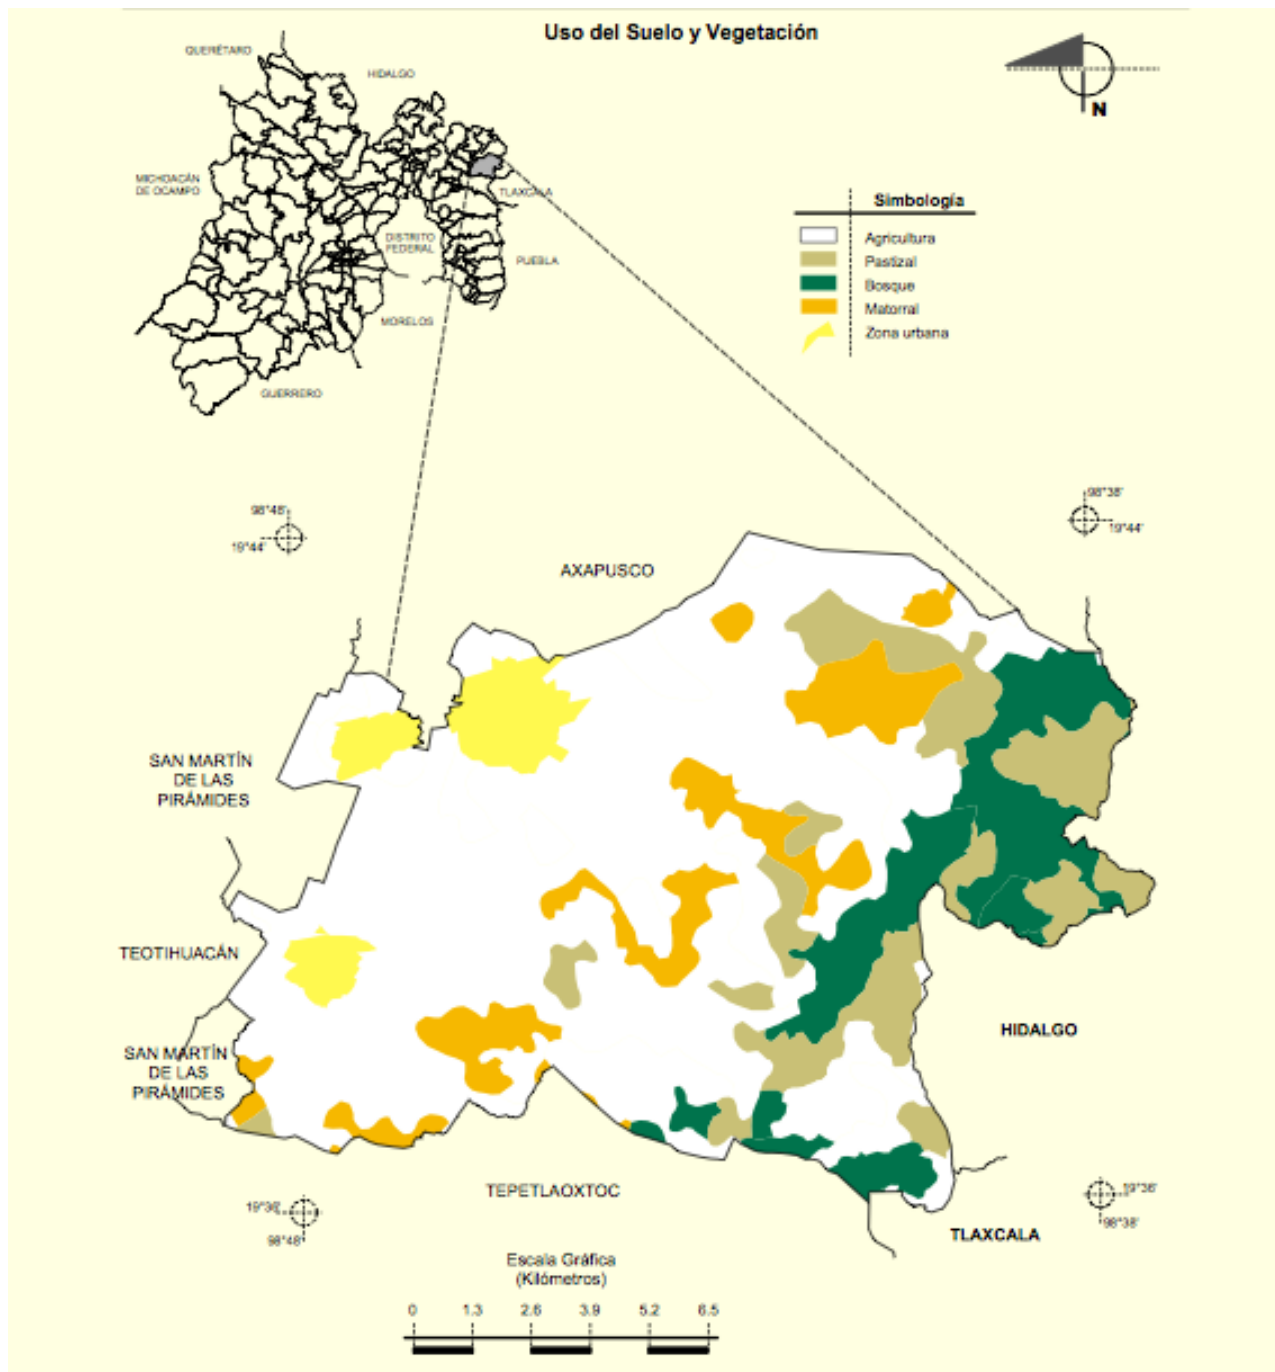 Uso del Suelo y Vegetación
QUERÉTARO
HIDALGO
N
MICHOACÁN
DE OCAMPO
TLAXCALA
DISTRITO
FEDERAL
PUEBLA
MORELOS
GUERRERO
Simbología
Agricultura
Pastizal
Bosque
Matorral
Zona urbana
98°48'
19°44'
98°38'
19°44'
AXAPUSCO
SAN MARTÍN
DE LAS
PIRÁMIDES
TEOTIHUACÁN
SAN MARTÍN
DE LAS
PIRÁMIDES
HIDALGO
TEPETLAOXTOC
TLAXCALA
19°36'
98°48'
19°36'
98°38'
Escala Gráfica
(Kilómetros)
0 1.3 2.6 3.9 5.2 6.5